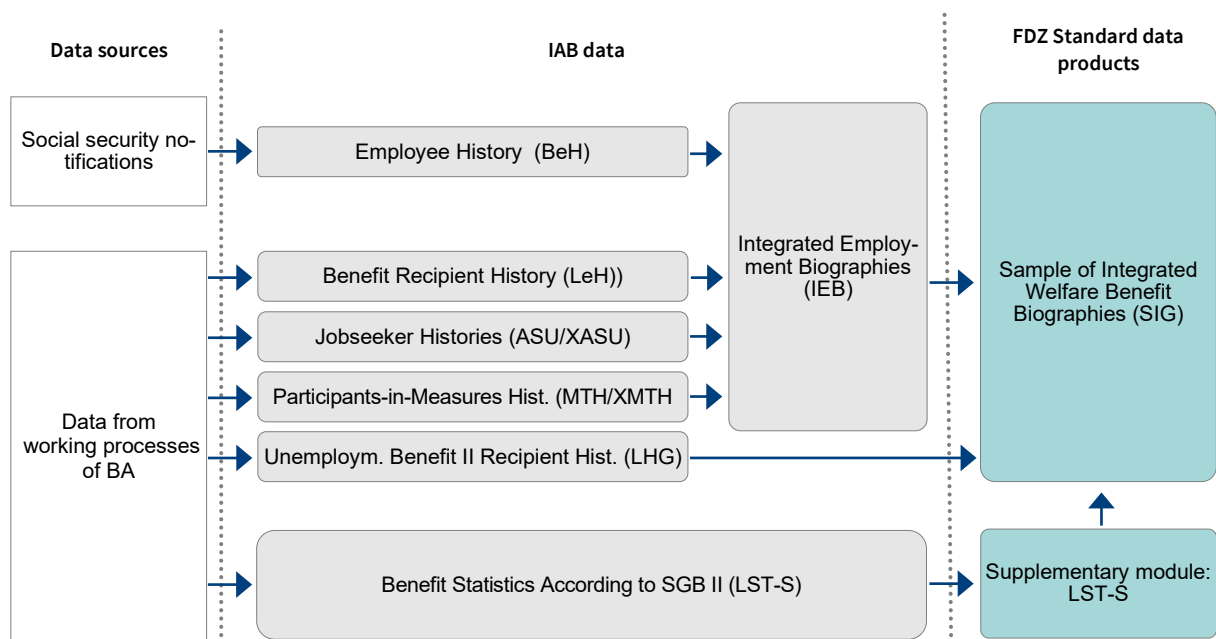 Data sources
IAB data
FDZ Standard data
products
Social security no-
tifications
Employee History  (BeH)
Integrated Employ-
ment Biographies
(IEB)
Sample of Integrated
Welfare Benefit
Biographies (SIG)
Benefit Recipient History (LeH))
Jobseeker Histories (ASU/XASU)
Participants-in-Measures Hist. (MTH/XMTH
Data from
working processes
of BA
Unemploym. Benefit II Recipient Hist. (LHG)
Benefit Statistics According to SGB II (LST-S)
Supplementary module:
LST-S